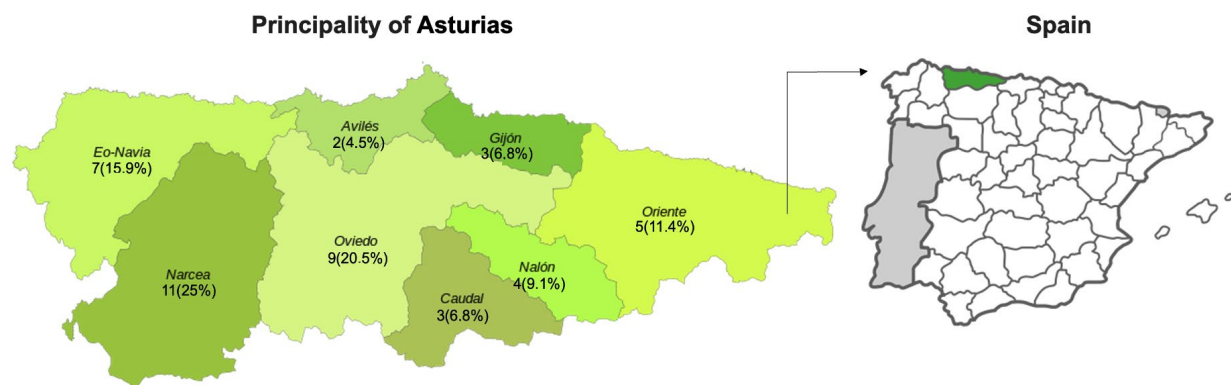 Principality of Asturias
Spain
Avilés
2(4.5%)
Gijón
3(6.8%)
Eo-Navia
7(15.9%)
Oriente
5(11.4%)
Oviedo
9(20.5%)
Narcea
11(25%)
Nalón
4(9.1%)
Caudal
3(6.8%)